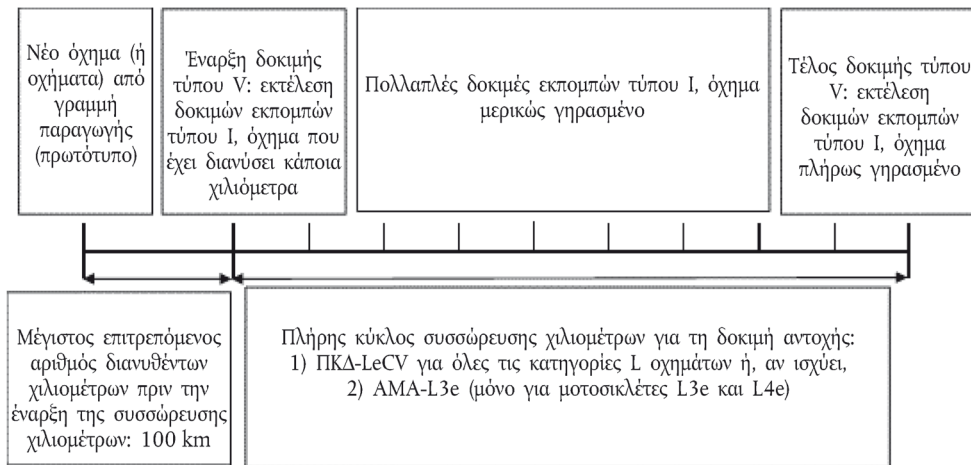 Νέο όχημα (ή
οχήματα) από
γραμμή
παραγωγής
(πρωτότυπο)
Έναρξη δοκιμής
τύπου V: εκτέλεση
δοκιμών εκπομπών
τύπου I, όχημα που
έχει διανύσει κάποια
χιλιόμετρα
Πολλαπλές δοκιμές εκπομπών τύπου I, όχημα
μερικώς γηρασμένο
Τέλος δοκιμής τύπου
V: εκτέλεση
δοκιμών εκπομπών
τύπου I, όχημα
πλήρως γηρασμένο
Μέγιστος επιτρεπόμενος
αριθμός διανυθέντων
χιλιομέτρων πριν την
έναρξη της συσσώρευσης
χιλιομέτρων: 100 km
Πλήρης κύκλος συσσώρευσης χιλιομέτρων για τη δοκιμή αντοχής:
1) ΠΚΔ-LeCV για όλες τις κατηγορίες L οχημάτων ή, αν ισχύει,
2) AMA-L3e (μόνο για μοτοσικλέτες L3e και L4e)